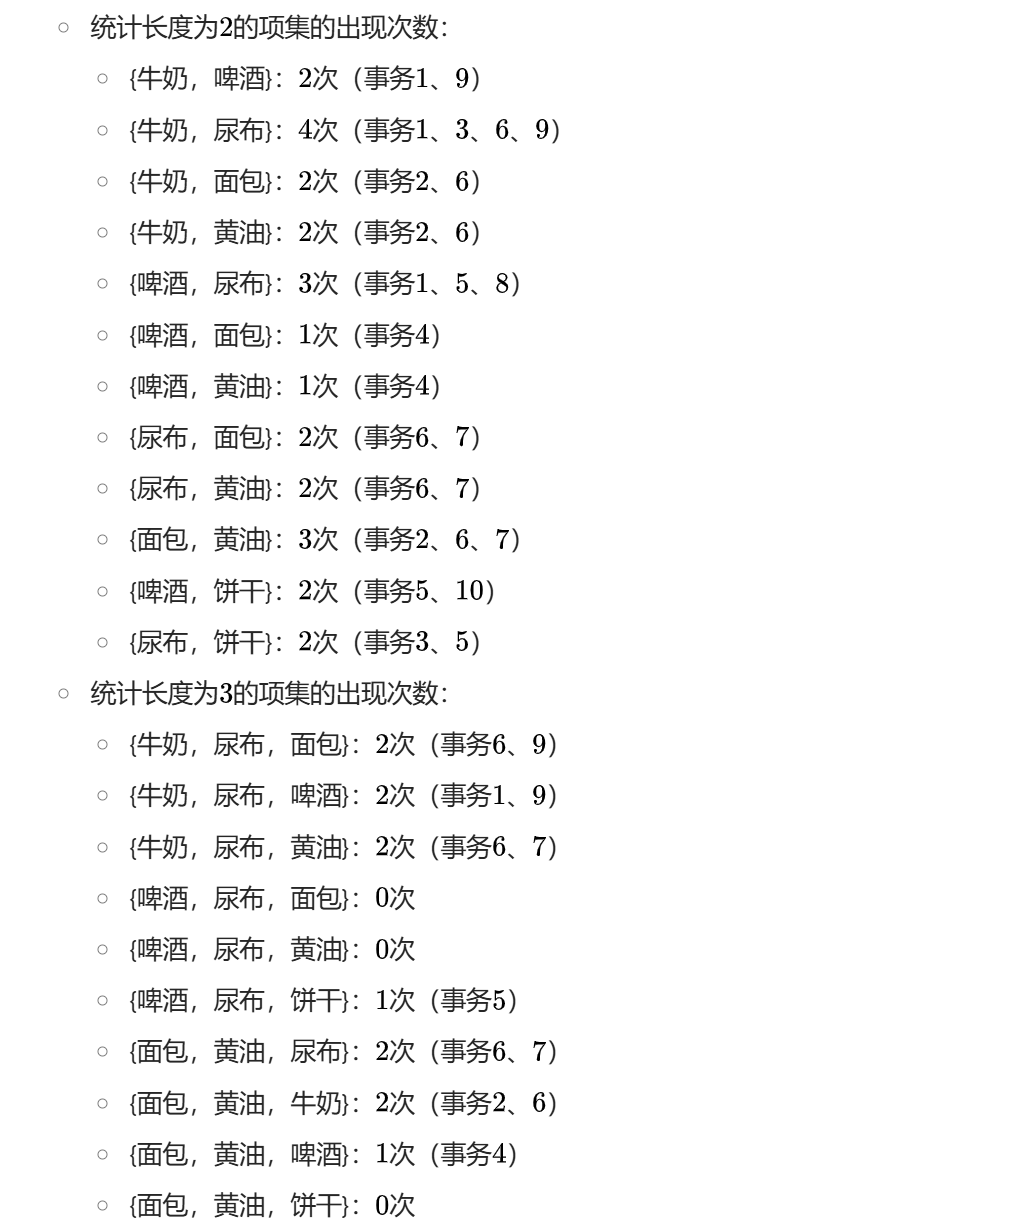 统计长度为2的项集的出现次数：
{牛奶，啤酒}：2次（事务1、9）
{牛奶，尿布}：4次（事务1、3、6、9）
{牛奶，面包}：2次（事务2、6）
{牛奶，黄油}：2次（事务2、6）
{啤酒，尿布}：3次（事务1、5、8）
{啤酒，面包}：1次（事务4）
{啤酒，黄油}：1次（事务4）
{尿布，面包}：2次（事务6、7）
{尿布，黄油}：2次（事务6、7）
{面包，黄油}：3次（事务2、6、7）
{啤酒，饼干}：2次（事务5、10）
{尿布，饼干}：2次（事务3、5）
统计长度为3的项集的出现次数：
{牛奶，尿布，面包}：2次（事务6、9）
{牛奶，尿布，啤酒}：2次（事务1、9）
{牛奶，尿布，黄油}：2次（事务6、7）
{啤酒，尿布，面包}：0次
{啤酒，尿布，黄油}：0次
{啤酒，尿布，饼干}：1次（事务5）
{面包，黄油，尿布}：2次（事务6、7）
{面包，黄油，牛奶}：2次（事务2、6）
{面包，黄油，啤酒}：1次（事务4）
{面包，黄油，饼干}：0次